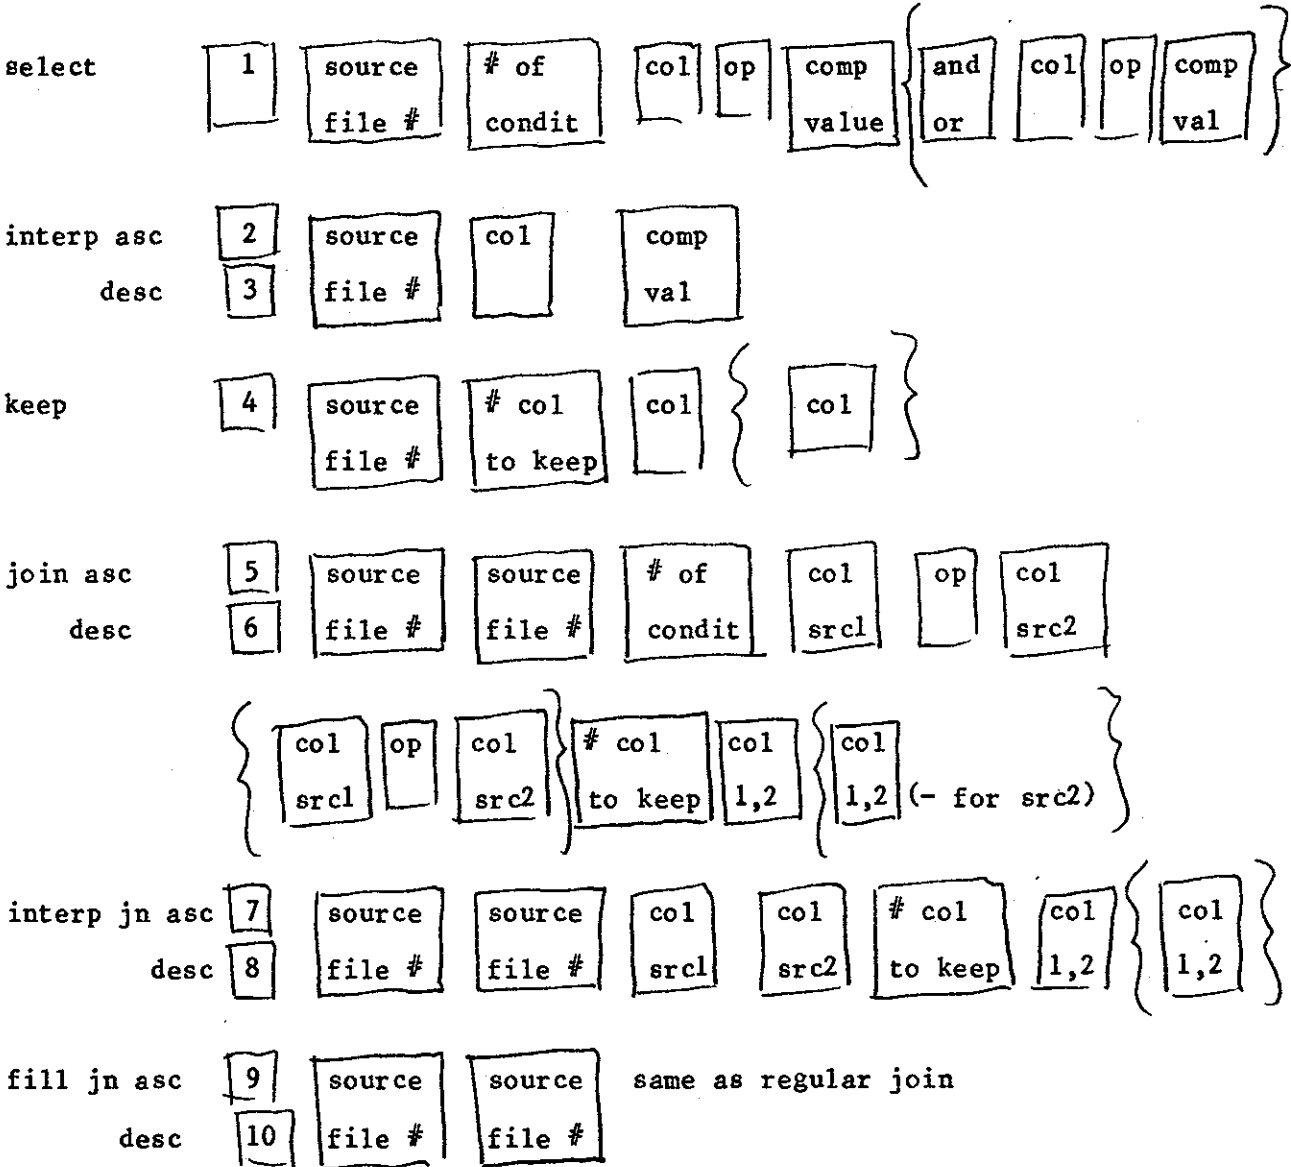 select 1 source # of col op comp and col op comp
file # condit value or val
interp asc 2 source col comp
desc 3 file # val
keep 4 source # col col col
file # to keep
join asc 5 source source # of col op col
desc 6 file # file # condit src1 src2
col op col # col col col
src1 src2 to keep 1,2 1,2 (- for src2)
interp jn asc 7 source source col col # col col col
desc 8 file # file # src1 src2 to keep 1,2 1,2
fill jn asc 9 source source same as regular join
desc 10 file # file #